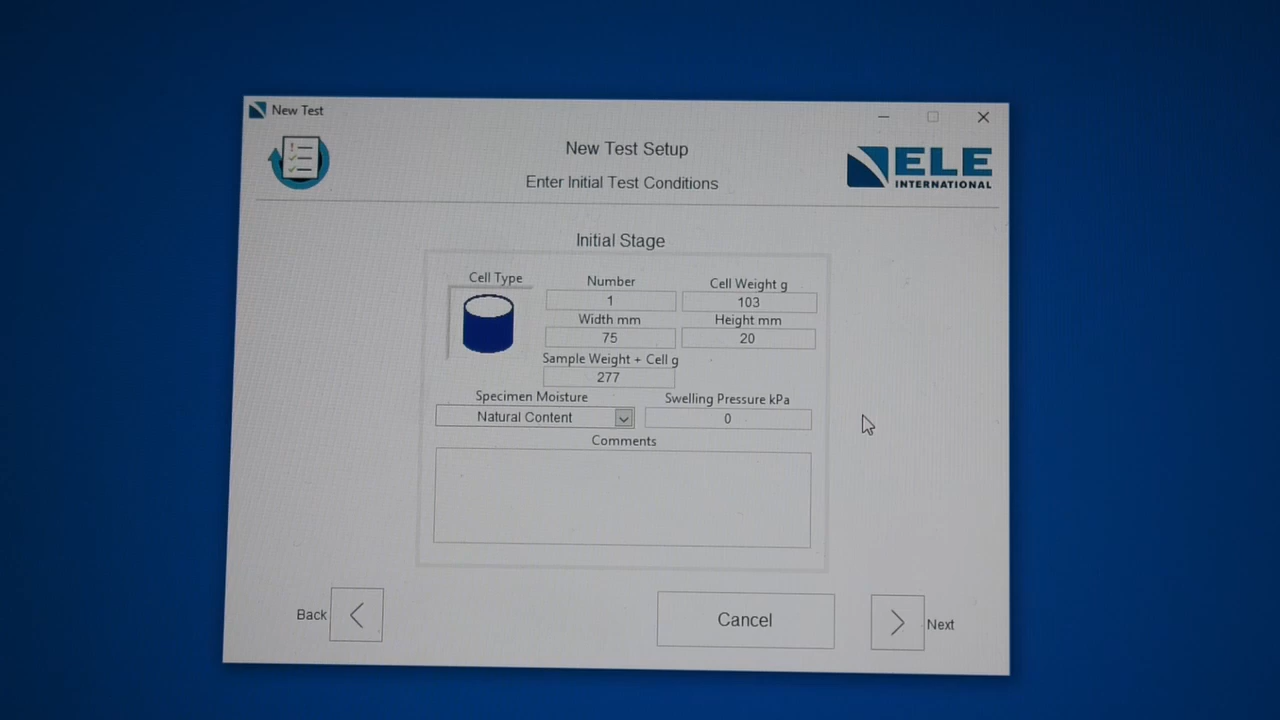 New Test
New Test Setup
Enter Initial Test Conditions
ELE
INTERNATIONAL
Initial Stage
Cell Type
Number
Cell Weight g
1
103
Width mm
Height mm
75
20
Sample Weight + Cell g
277
Specimen Moisture
Swelling Pressure kPa
Natural Content
0
Comments
Back
Cancel
Next